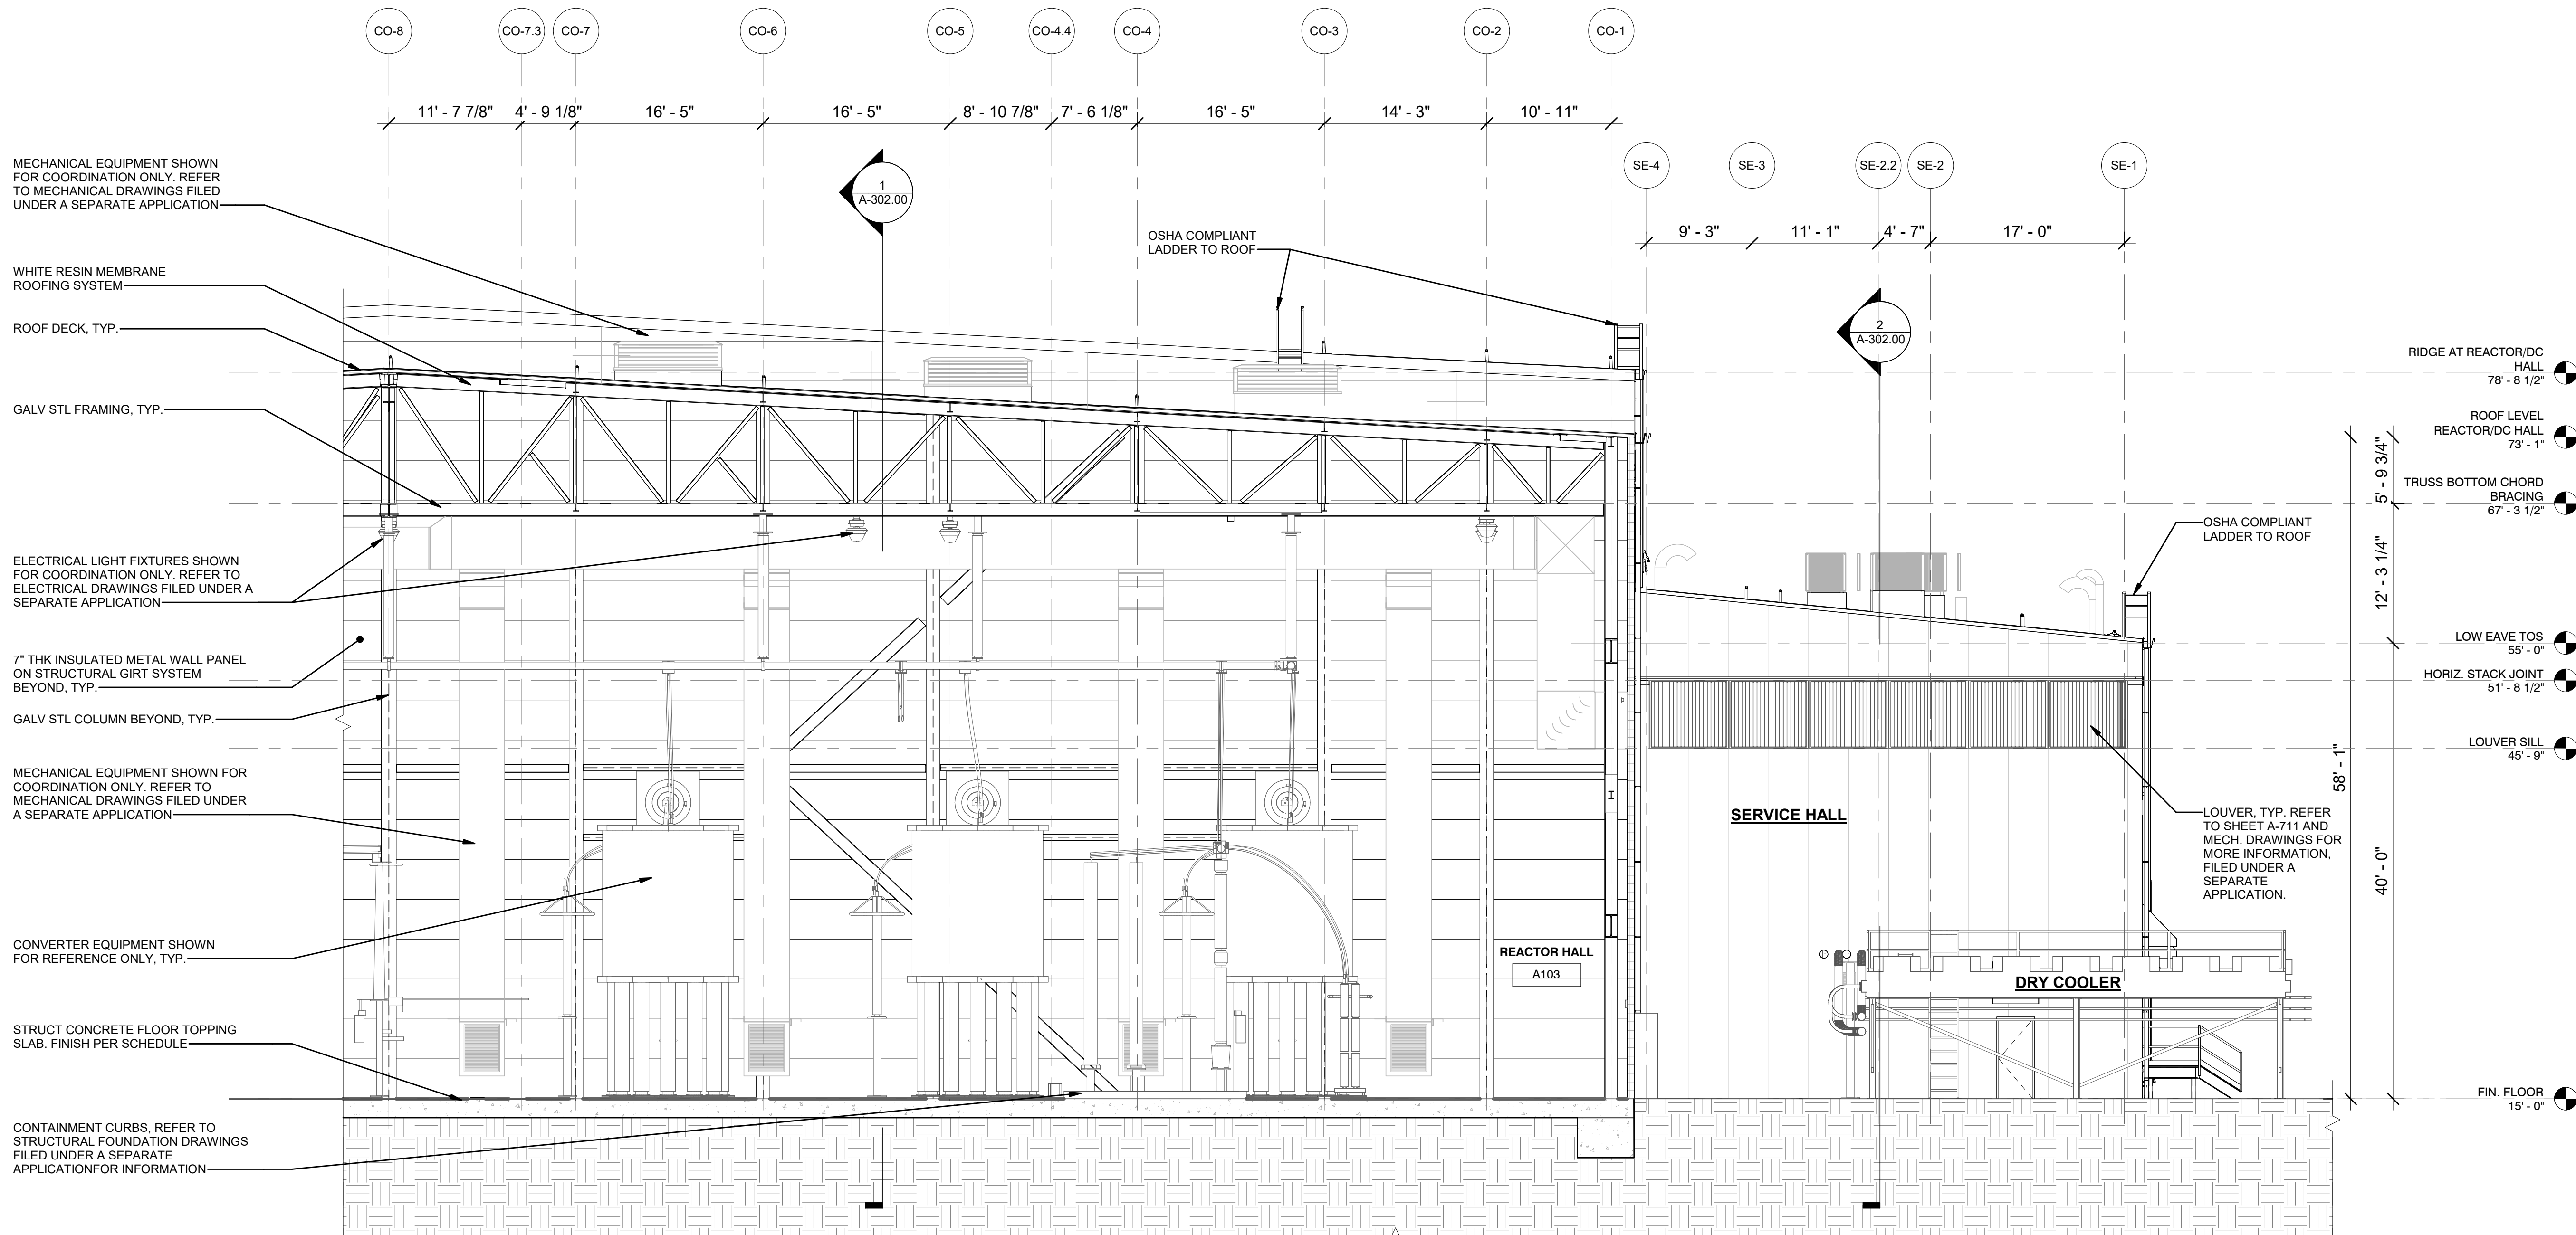 CO-8
CO-7.3
CO-7
CO-6
CO-5
CO-4.4
CO-4
CO-3
CO-2
CO-1
11' - 7 7/8"
4' - 9 1/8"
16' - 5"
16' - 5"
8' - 10 7/8"
7' - 6 1/8"
16' - 5"
14' - 3"
10' - 11"
SE-4
SE-3
SE-2.2
SE-2
SE-1
9' - 3"
11' - 1"
4' - 7"
17' - 0"
1
A-302.00
2
A-302.00
MECHANICAL EQUIPMENT SHOWN
FOR COORDINATION ONLY. REFER
TO MECHANICAL DRAWINGS FILED
UNDER A SEPARATE APPLICATION
WHITE RESIN MEMBRANE
ROOFING SYSTEM
ROOF DECK, TYP.
GALV STL FRAMING, TYP.
ELECTRICAL LIGHT FIXTURES SHOWN
FOR COORDINATION ONLY. REFER TO
ELECTRICAL DRAWINGS FILED UNDER A
SEPARATE APPLICATION
7" THK INSULATED METAL WALL PANEL
ON STRUCTURAL GIRT SYSTEM
BEYOND, TYP.
GALV STL COLUMN BEYOND, TYP.
MECHANICAL EQUIPMENT SHOWN FOR
COORDINATION ONLY. REFER TO
MECHANICAL DRAWINGS FILED UNDER
A SEPARATE APPLICATION
CONVERTER EQUIPMENT SHOWN
FOR REFERENCE ONLY, TYP.
STRUCT CONCRETE FLOOR TOPPING
SLAB. FINISH PER SCHEDULE
CONTAINMENT CURBS, REFER TO
STRUCTURAL FOUNDATION DRAWINGS
FILED UNDER A SEPARATE
APPLICATIONFOR INFORMATION
OSHA COMPLIANT
LADDER TO ROOF
REACTOR HALL
A103
SERVICE HALL
DRY COOLER
OSHA COMPLIANT
LADDER TO ROOF
LOUVER, TYP. REFER
TO SHEET A-711 AND
MECH. DRAWINGS FOR
MORE INFORMATION,
FILED UNDER A
SEPARATE
APPLICATION.
58' - 1"
5' - 9 3/4"
12' - 3 1/4"
40' - 0"
RIDGE AT REACTOR/DC
HALL
78' - 8 1/2"
ROOF LEVEL
REACTOR/DC HALL
73' - 1"
TRUSS BOTTOM CHORD
BRACING
67' - 3 1/2"
LOW EAVE TOS
55' - 0"
HORIZ. STACK JOINT
51' - 8 1/2"
LOUVER SILL
45' - 9"
FIN. FLOOR
15' - 0"